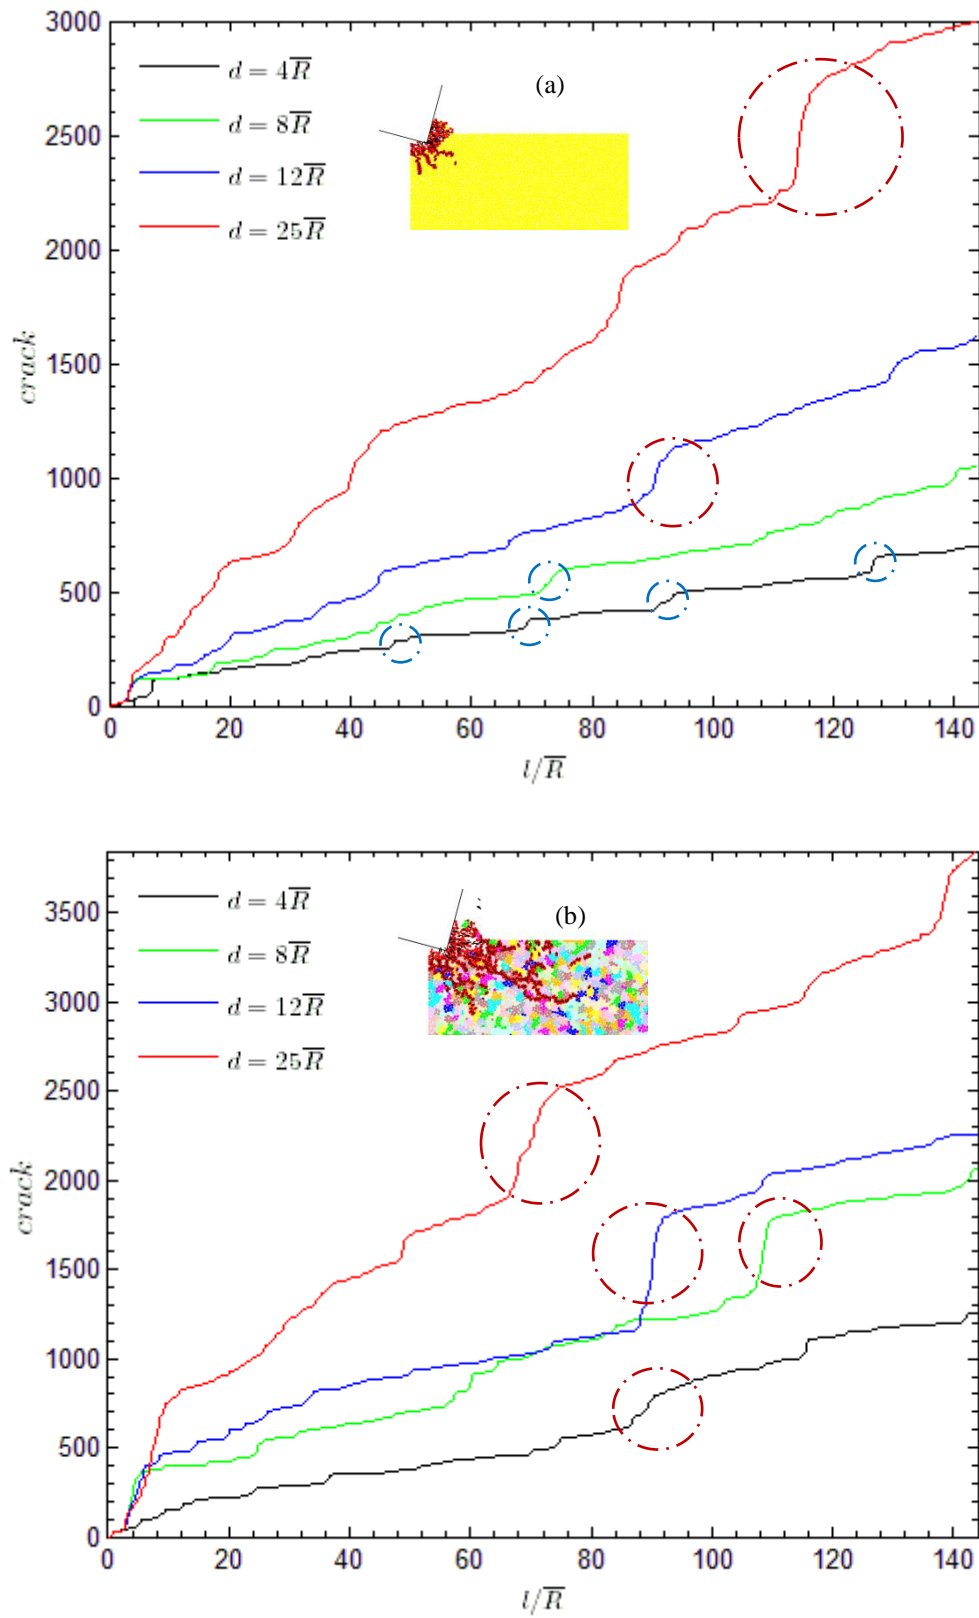 3000
2500
2000
1500
1000
500
0
crack
d = 4R̅
d = 8R̅
d = 12R̅
d = 25R̅
(a)
0 20 40 60 80 100 120 140
l/R̅
3500
3000
2500
2000
1500
1000
500
0
crack
d = 4R̅
d = 8R̅
d = 12R̅
d = 25R̅
(b)
0 20 40 60 80 100 120 140
l/R̅